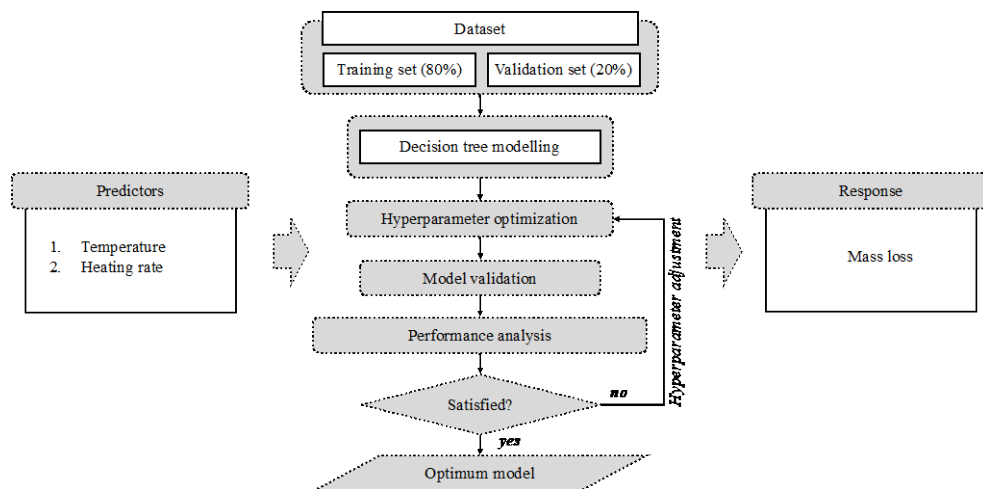 Dataset
Training set (80%)
Validation set (20%)
Decision tree modelling
Predictors
1. Temperature
2. Heating rate
Hyperparameter optimization
Model validation
Performance analysis
Satisfied?
no
Hyperparameter adjustment
yes
Optimum model
Response
Mass loss